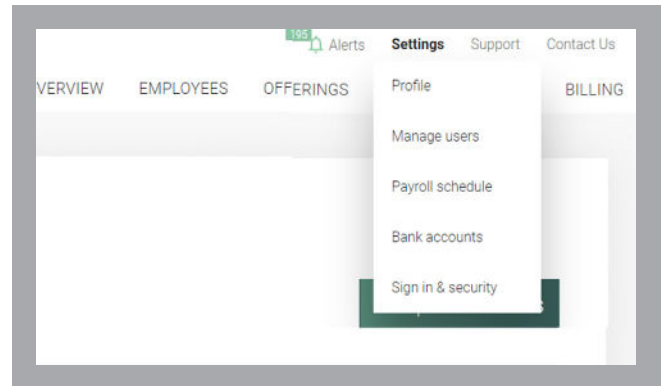 195 Alerts Settings Support Contact Us
VERVIEW EMPLOYEES OFFERINGS BILLING
Profile
Manage users
Payroll schedule
Bank accounts
Sign in & security